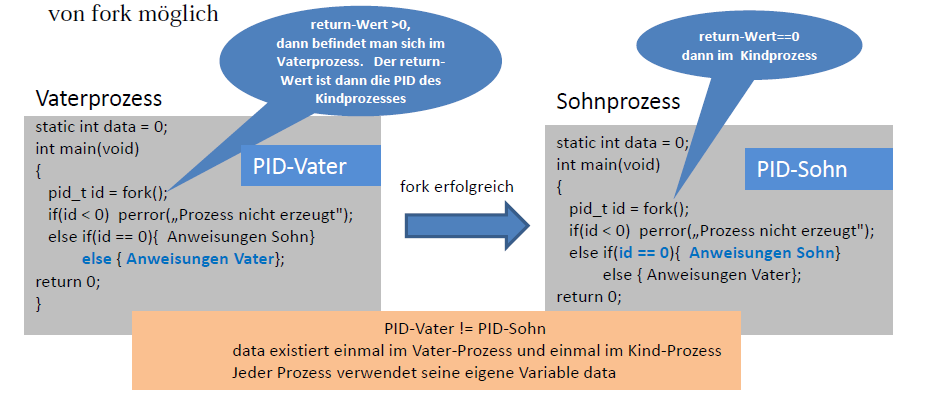 von fork möglich
return-Wert >0,
dann befindet man sich im
Vaterprozess. Der return-
Wert ist dann die PID des
Kindprozesses
return-Wert==0
dann im Kindprozess
Vaterprozess
static int data = 0;
int main(void)
{
pid_t id = fork();
if(id < 0) perror(„Prozess nicht erzeugt");
else if(id == 0){ Anweisungen Sohn}
else { Anweisungen Vater};
return 0;
}
PID-Vater
fork erfolgreich
Sohnprozess
static int data = 0;
int main(void)
{
pid_t id = fork();
if(id < 0) perror(„Prozess nicht erzeugt");
else if(id == 0){ Anweisungen Sohn}
else { Anweisungen Vater};
return 0;
PID-Sohn
PID-Vater != PID-Sohn
data existiert einmal im Vater-Prozess und einmal im Kind-Prozess
Jeder Prozess verwendet seine eigene Variable data